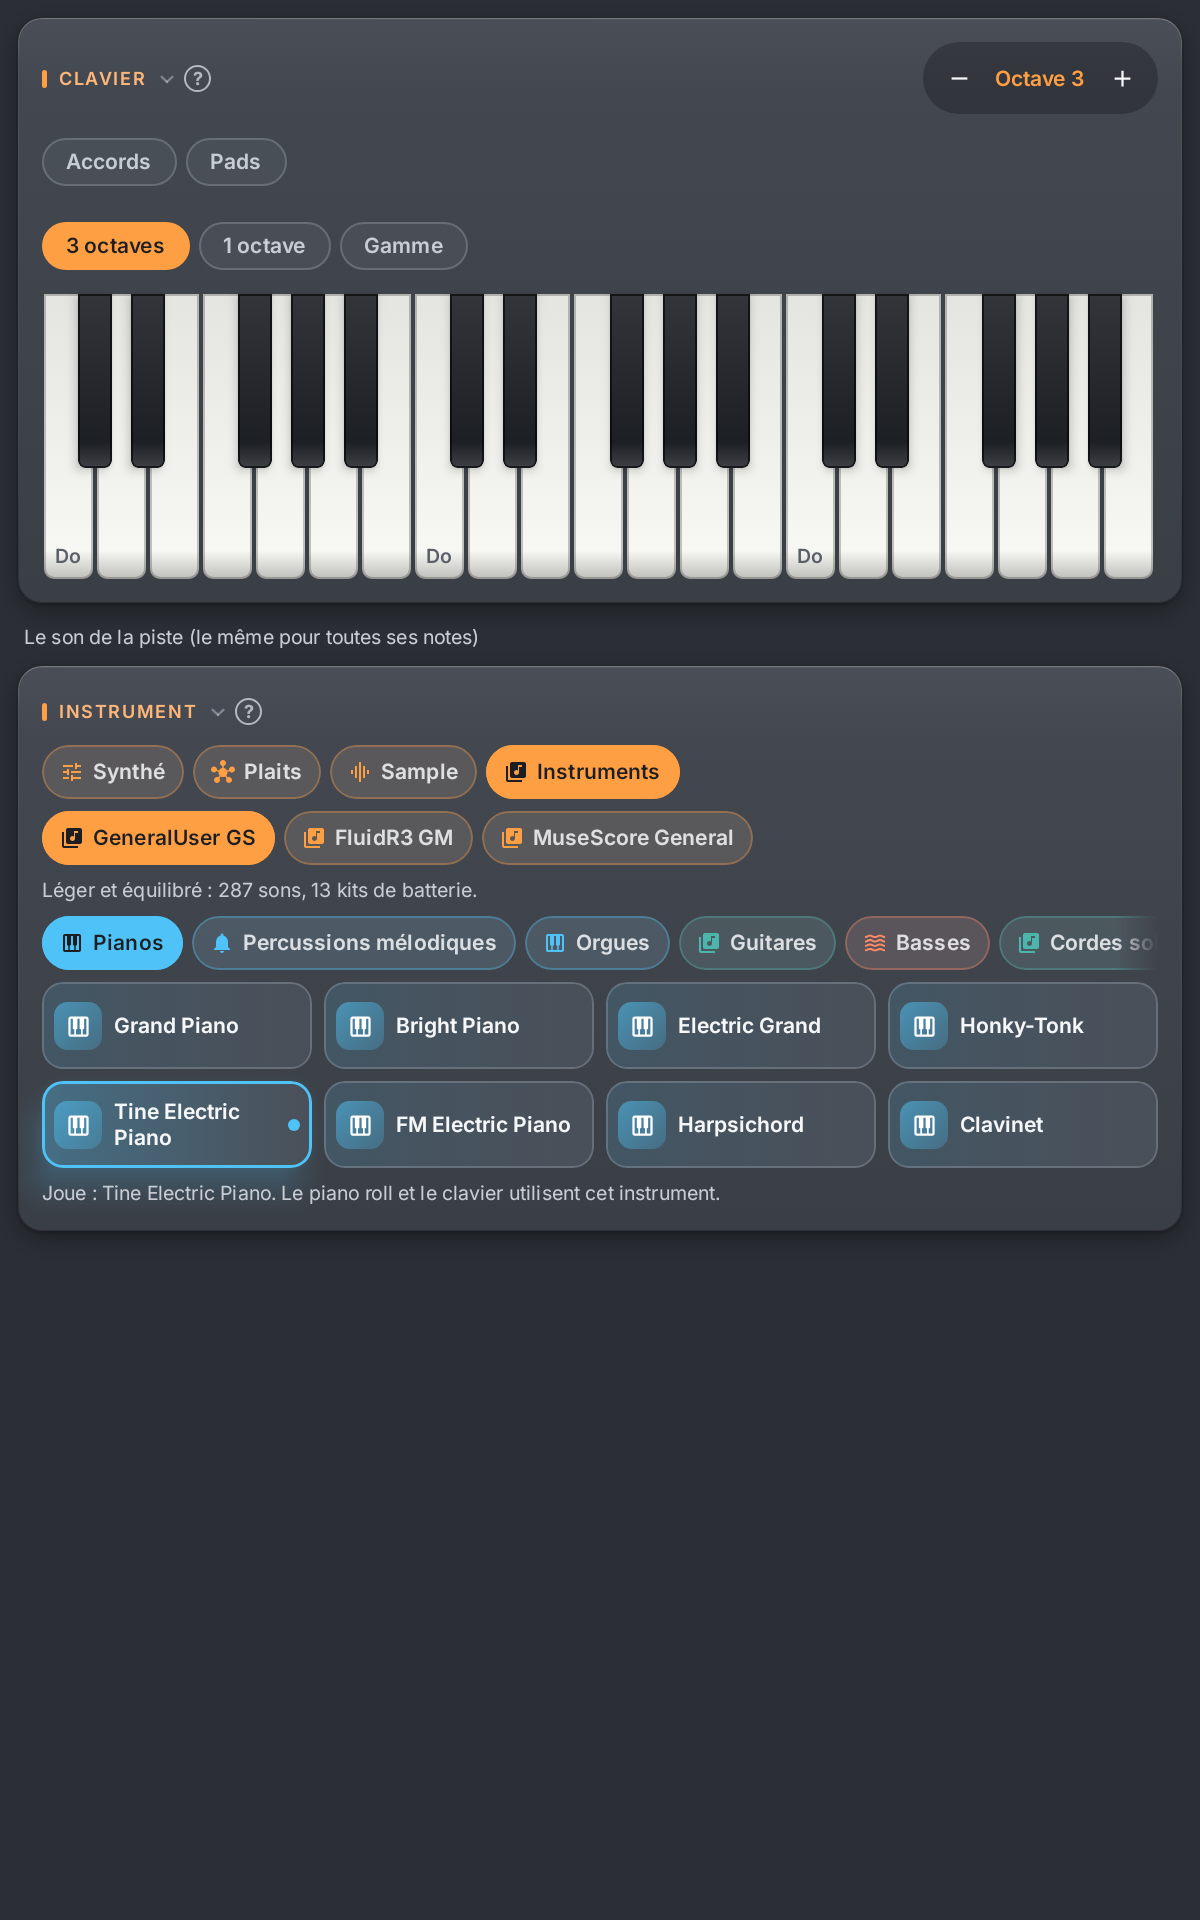 CLAVIER ?
− Octave 3 +
Accords Pads
3 octaves 1 octave Gamme
Do Do Do
Le son de la piste (le même pour toutes ses notes)
INSTRUMENT ?
Synthé Plaits Sample Instruments
GeneralUser GS FluidR3 GM MuseScore General
Léger et équilibré : 287 sons, 13 kits de batterie.
Pianos Percussions mélodiques Orgues Guitares Basses Cordes so
Grand Piano Bright Piano Electric Grand Honky-Tonk
Tine Electric
Piano
FM Electric Piano Harpsichord Clavinet
Joue : Tine Electric Piano. Le piano roll et le clavier utilisent cet instrument.